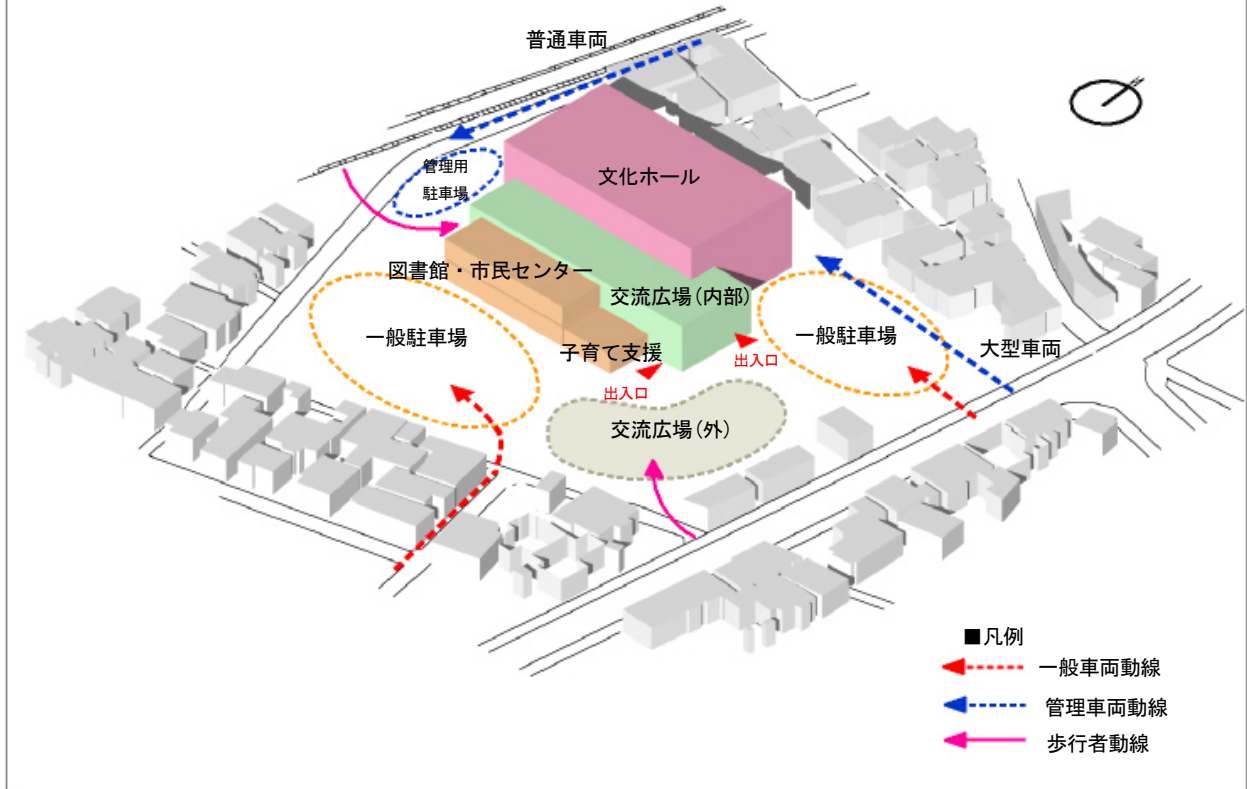 普通車両
管理用
駐車場
文化ホール
図書館・市民センター
交流広場(内部)
一般駐車場
一般駐車場
大型車両
子育て支援
出入口
出入口
交流広場(外)
■凡例
一般車両動線
管理車両動線
歩行者動線